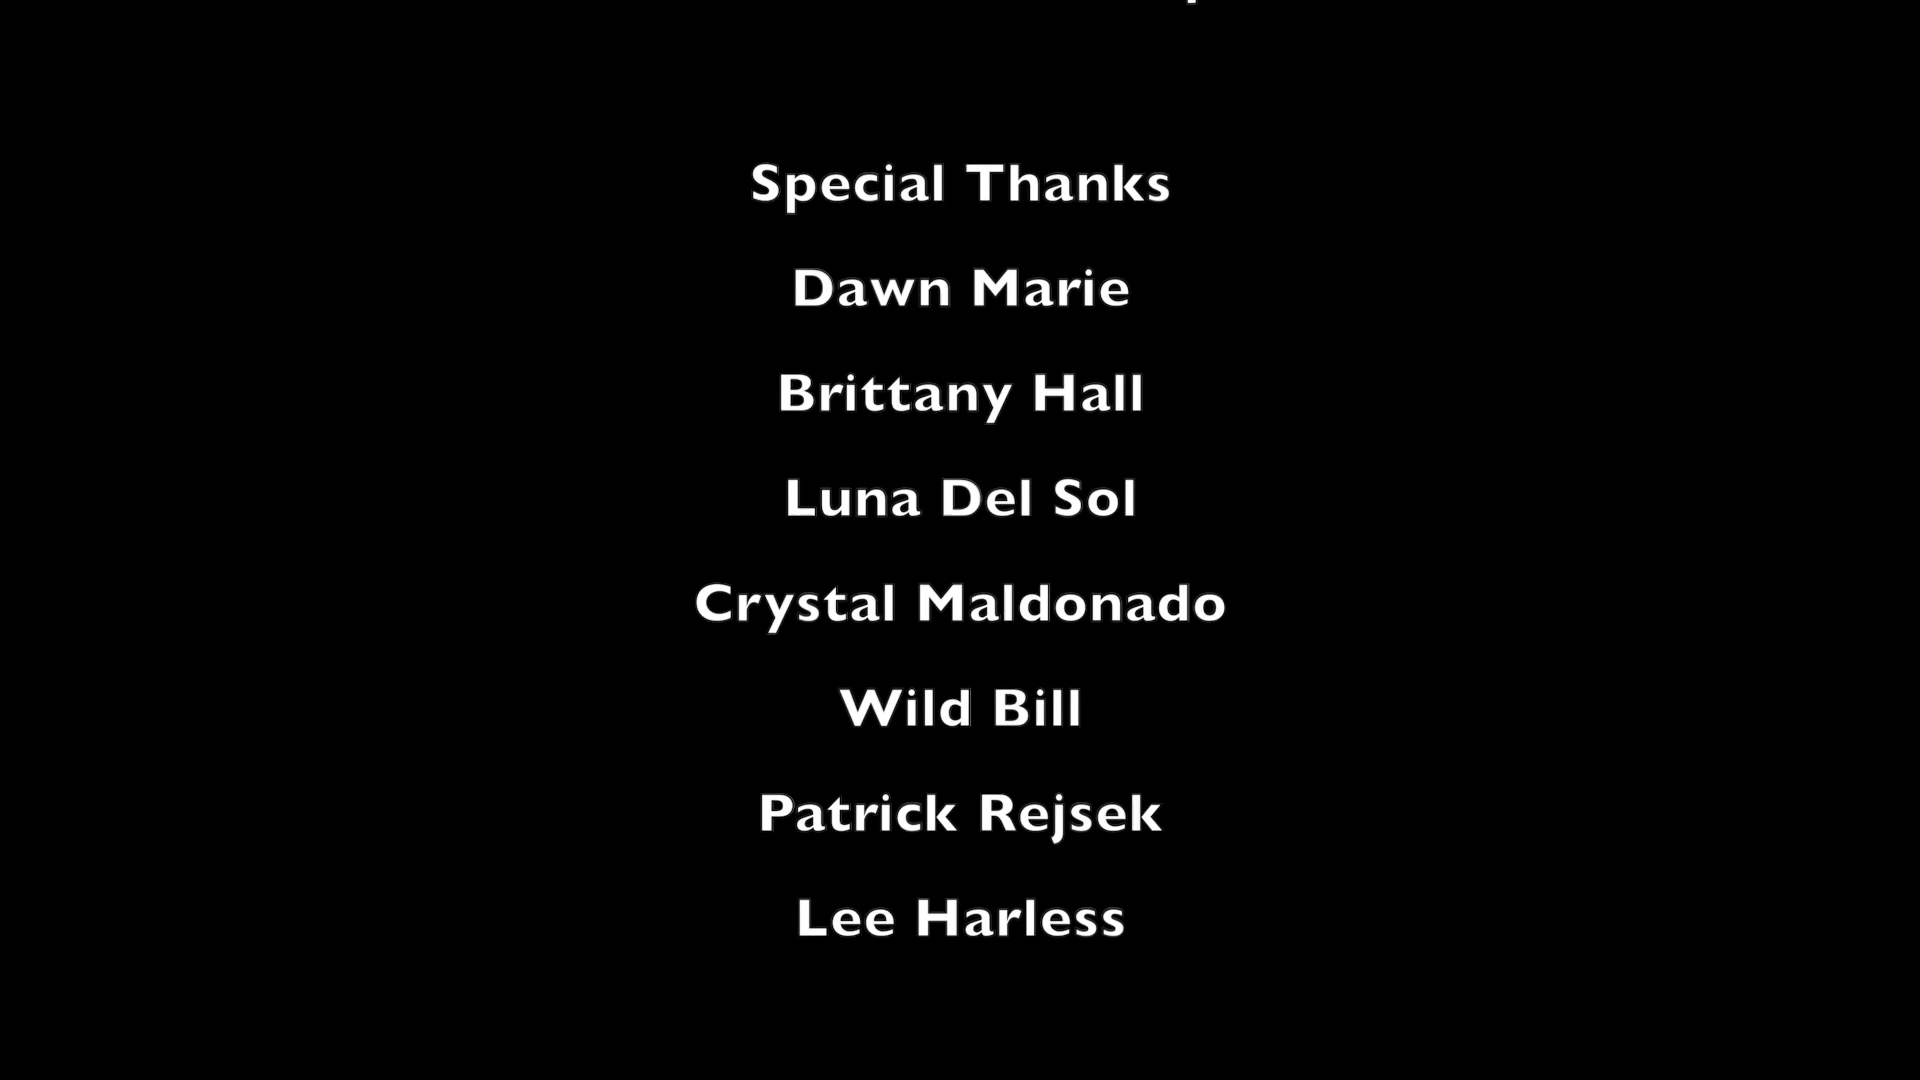 Special Thanks
Dawn Marie
Brittany Hall
Luna Del Sol
Crystal Maldonado
Wild Bill
Patrick Rejsek
Lee Harless